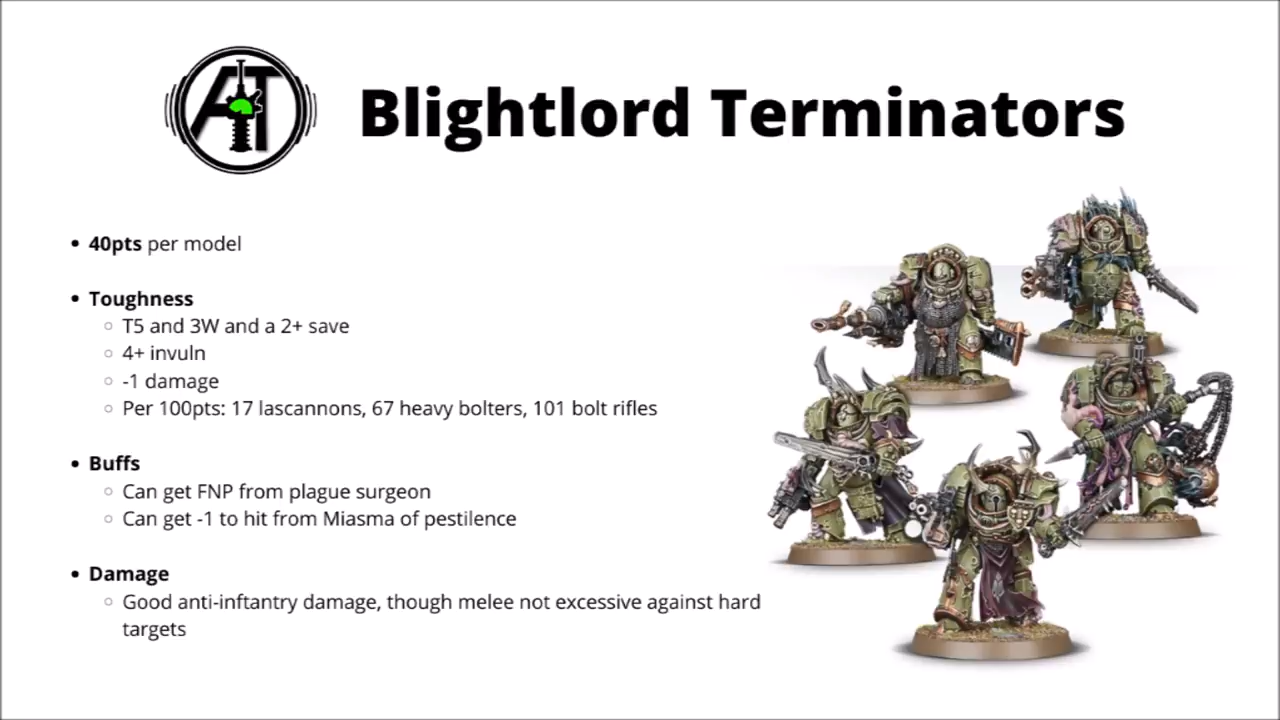 AT
Blightlord Terminators
• 40pts per model
• Toughness
○ T5 and 3W and a 2+ save
○ 4+ invuln
○ -1 damage
○ Per 100pts: 17 lascannons, 67 heavy bolters, 101 bolt rifles
• Buffs
○ Can get FNP from plague surgeon
○ Can get -1 to hit from Miasma of pestilence
• Damage
○ Good anti-inftantry damage, though melee not excessive against hard
targets